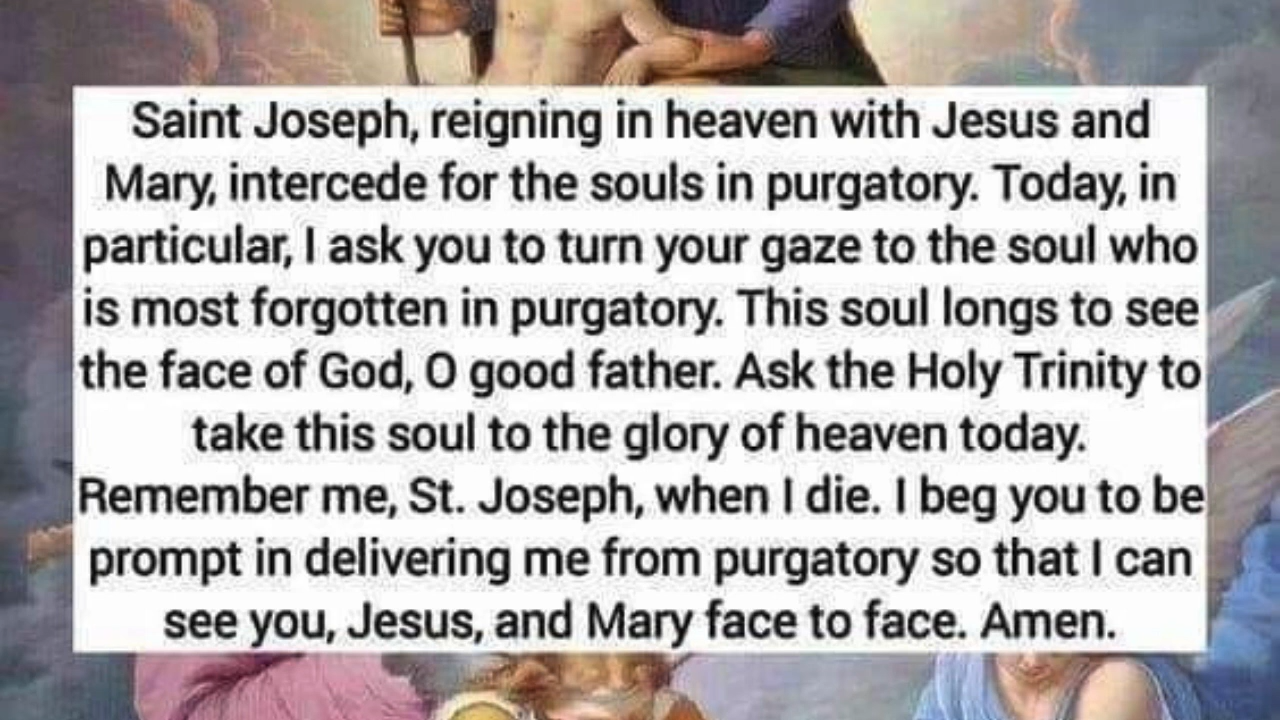 Saint Joseph, reigning in heaven with Jesus and
Mary, intercede for the souls in purgatory. Today, in
particular, I ask you to turn your gaze to the soul who
is most forgotten in purgatory. This soul longs to see
the face of God, O good father. Ask the Holy Trinity to
take this soul to the glory of heaven today.
Remember me, St. Joseph, when I die. I beg you to be
prompt in delivering me from purgatory so that I can
see you, Jesus, and Mary face to face. Amen.